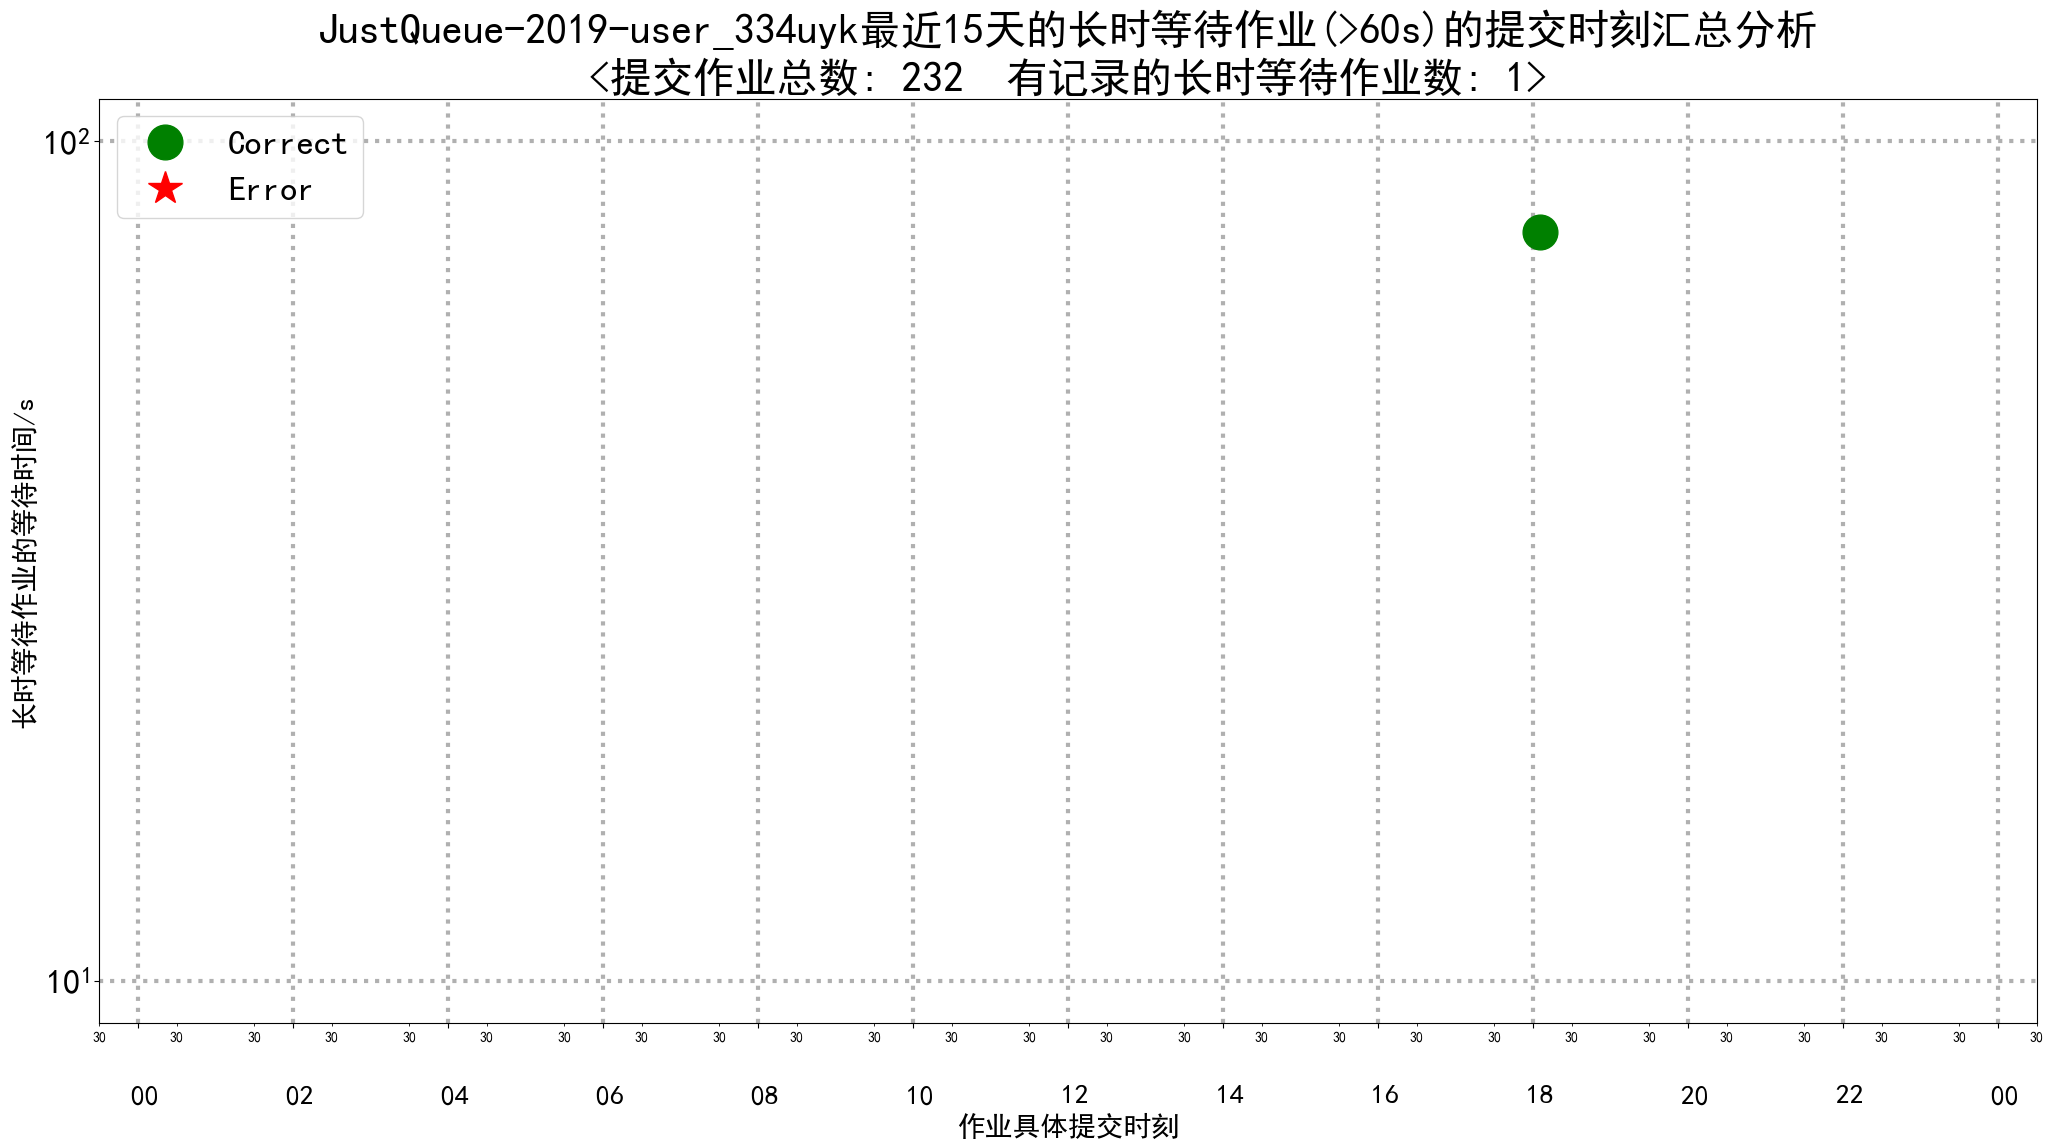 JustQueue-2019-user_334uyk最近15天的长时等待作业(>60s)的提交时刻汇总分析
<提交作业总数: 232  有记录的长时等待作业数: 1>
10²
Correct
Error
长时等待作业的等待时间/s
10¹
30 30 30 30 30 30 30 30 30 30 30 30 30 30 30 30 30 30 30 30 30 30 30 30 30 30
00 02 04 06 08 10 12 14 16 18 20 22 00
作业具体提交时刻